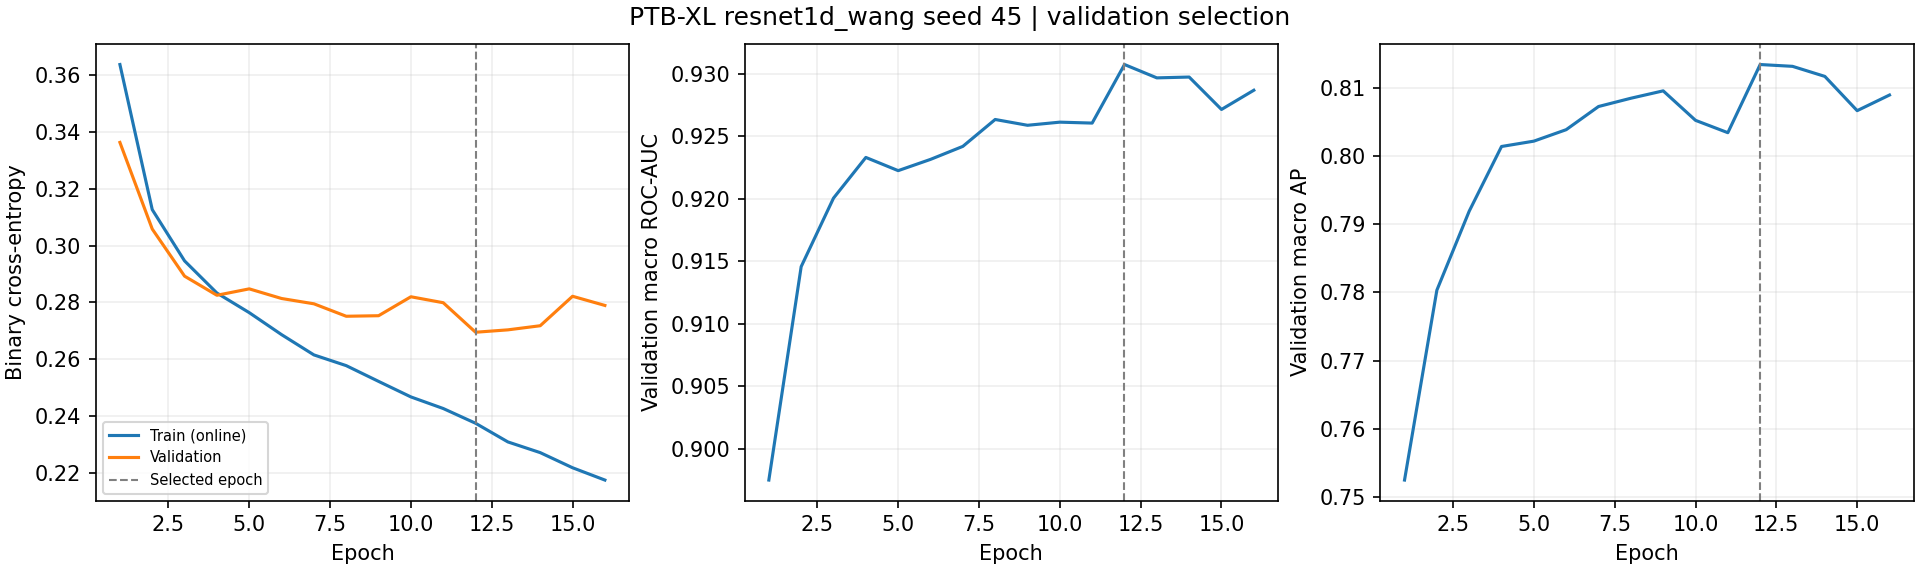 PTB-XL resnet1d_wang seed 45 | validation selection
Binary cross-entropy
0.36
0.34
0.32
0.30
0.28
0.26
0.24
0.22
Train (online)
Validation
Selected epoch
2.5 5.0 7.5 10.0 12.5 15.0
Epoch
Validation macro ROC-AUC
0.930
0.925
0.920
0.915
0.910
0.905
0.900
2.5 5.0 7.5 10.0 12.5 15.0
Epoch
Validation macro AP
0.81
0.80
0.79
0.78
0.77
0.76
0.75
2.5 5.0 7.5 10.0 12.5 15.0
Epoch